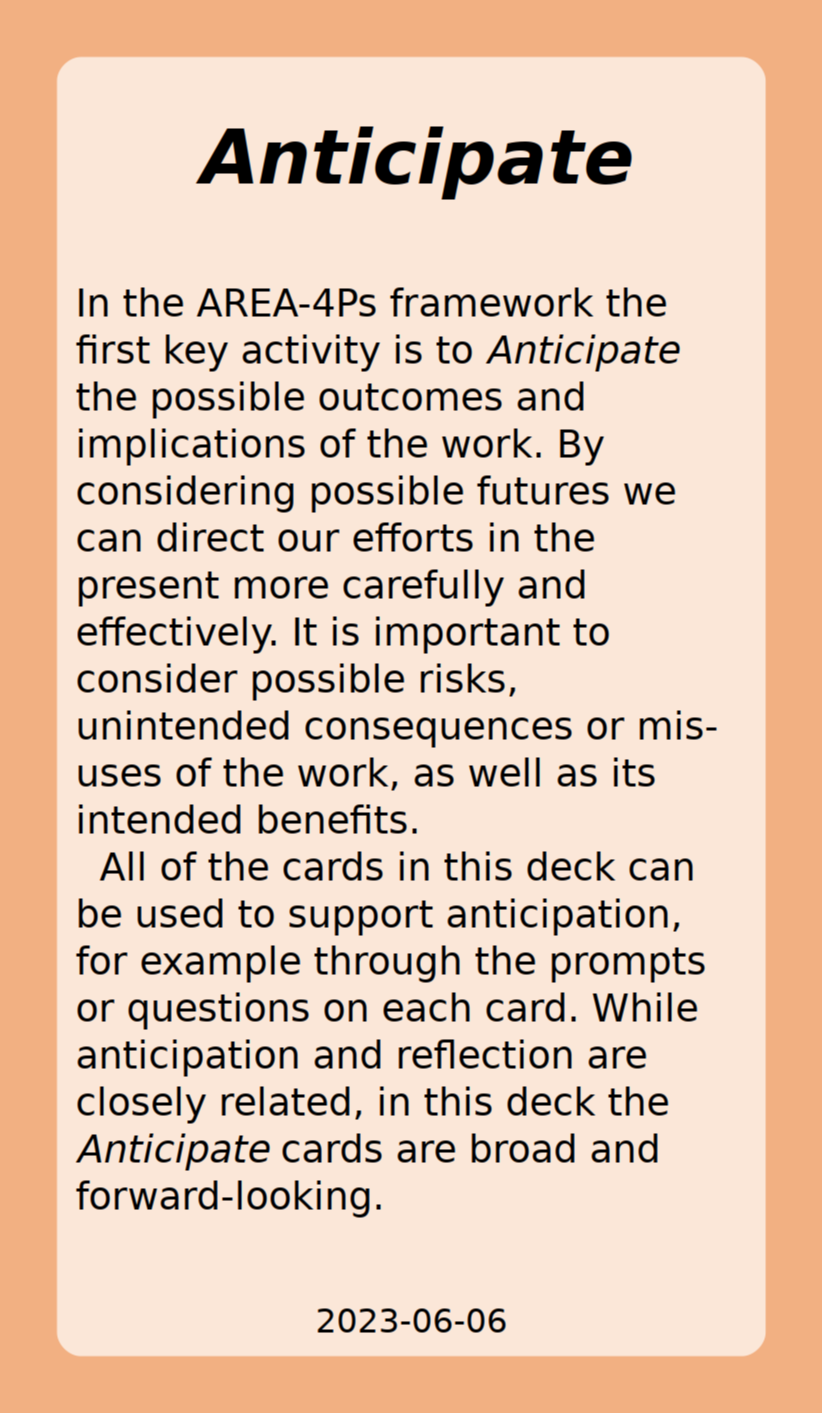 Anticipate
In the AREA-4Ps framework the
first key activity is to Anticipate
the possible outcomes and
implications of the work. By
considering possible futures we
can direct our efforts in the
present more carefully and
effectively. It is important to
consider possible risks,
unintended consequences or mis-
uses of the work, as well as its
intended benefits.
All of the cards in this deck can
be used to support anticipation,
for example through the prompts
or questions on each card. While
anticipation and reflection are
closely related, in this deck the
Anticipate cards are broad and
forward-looking.
2023-06-06